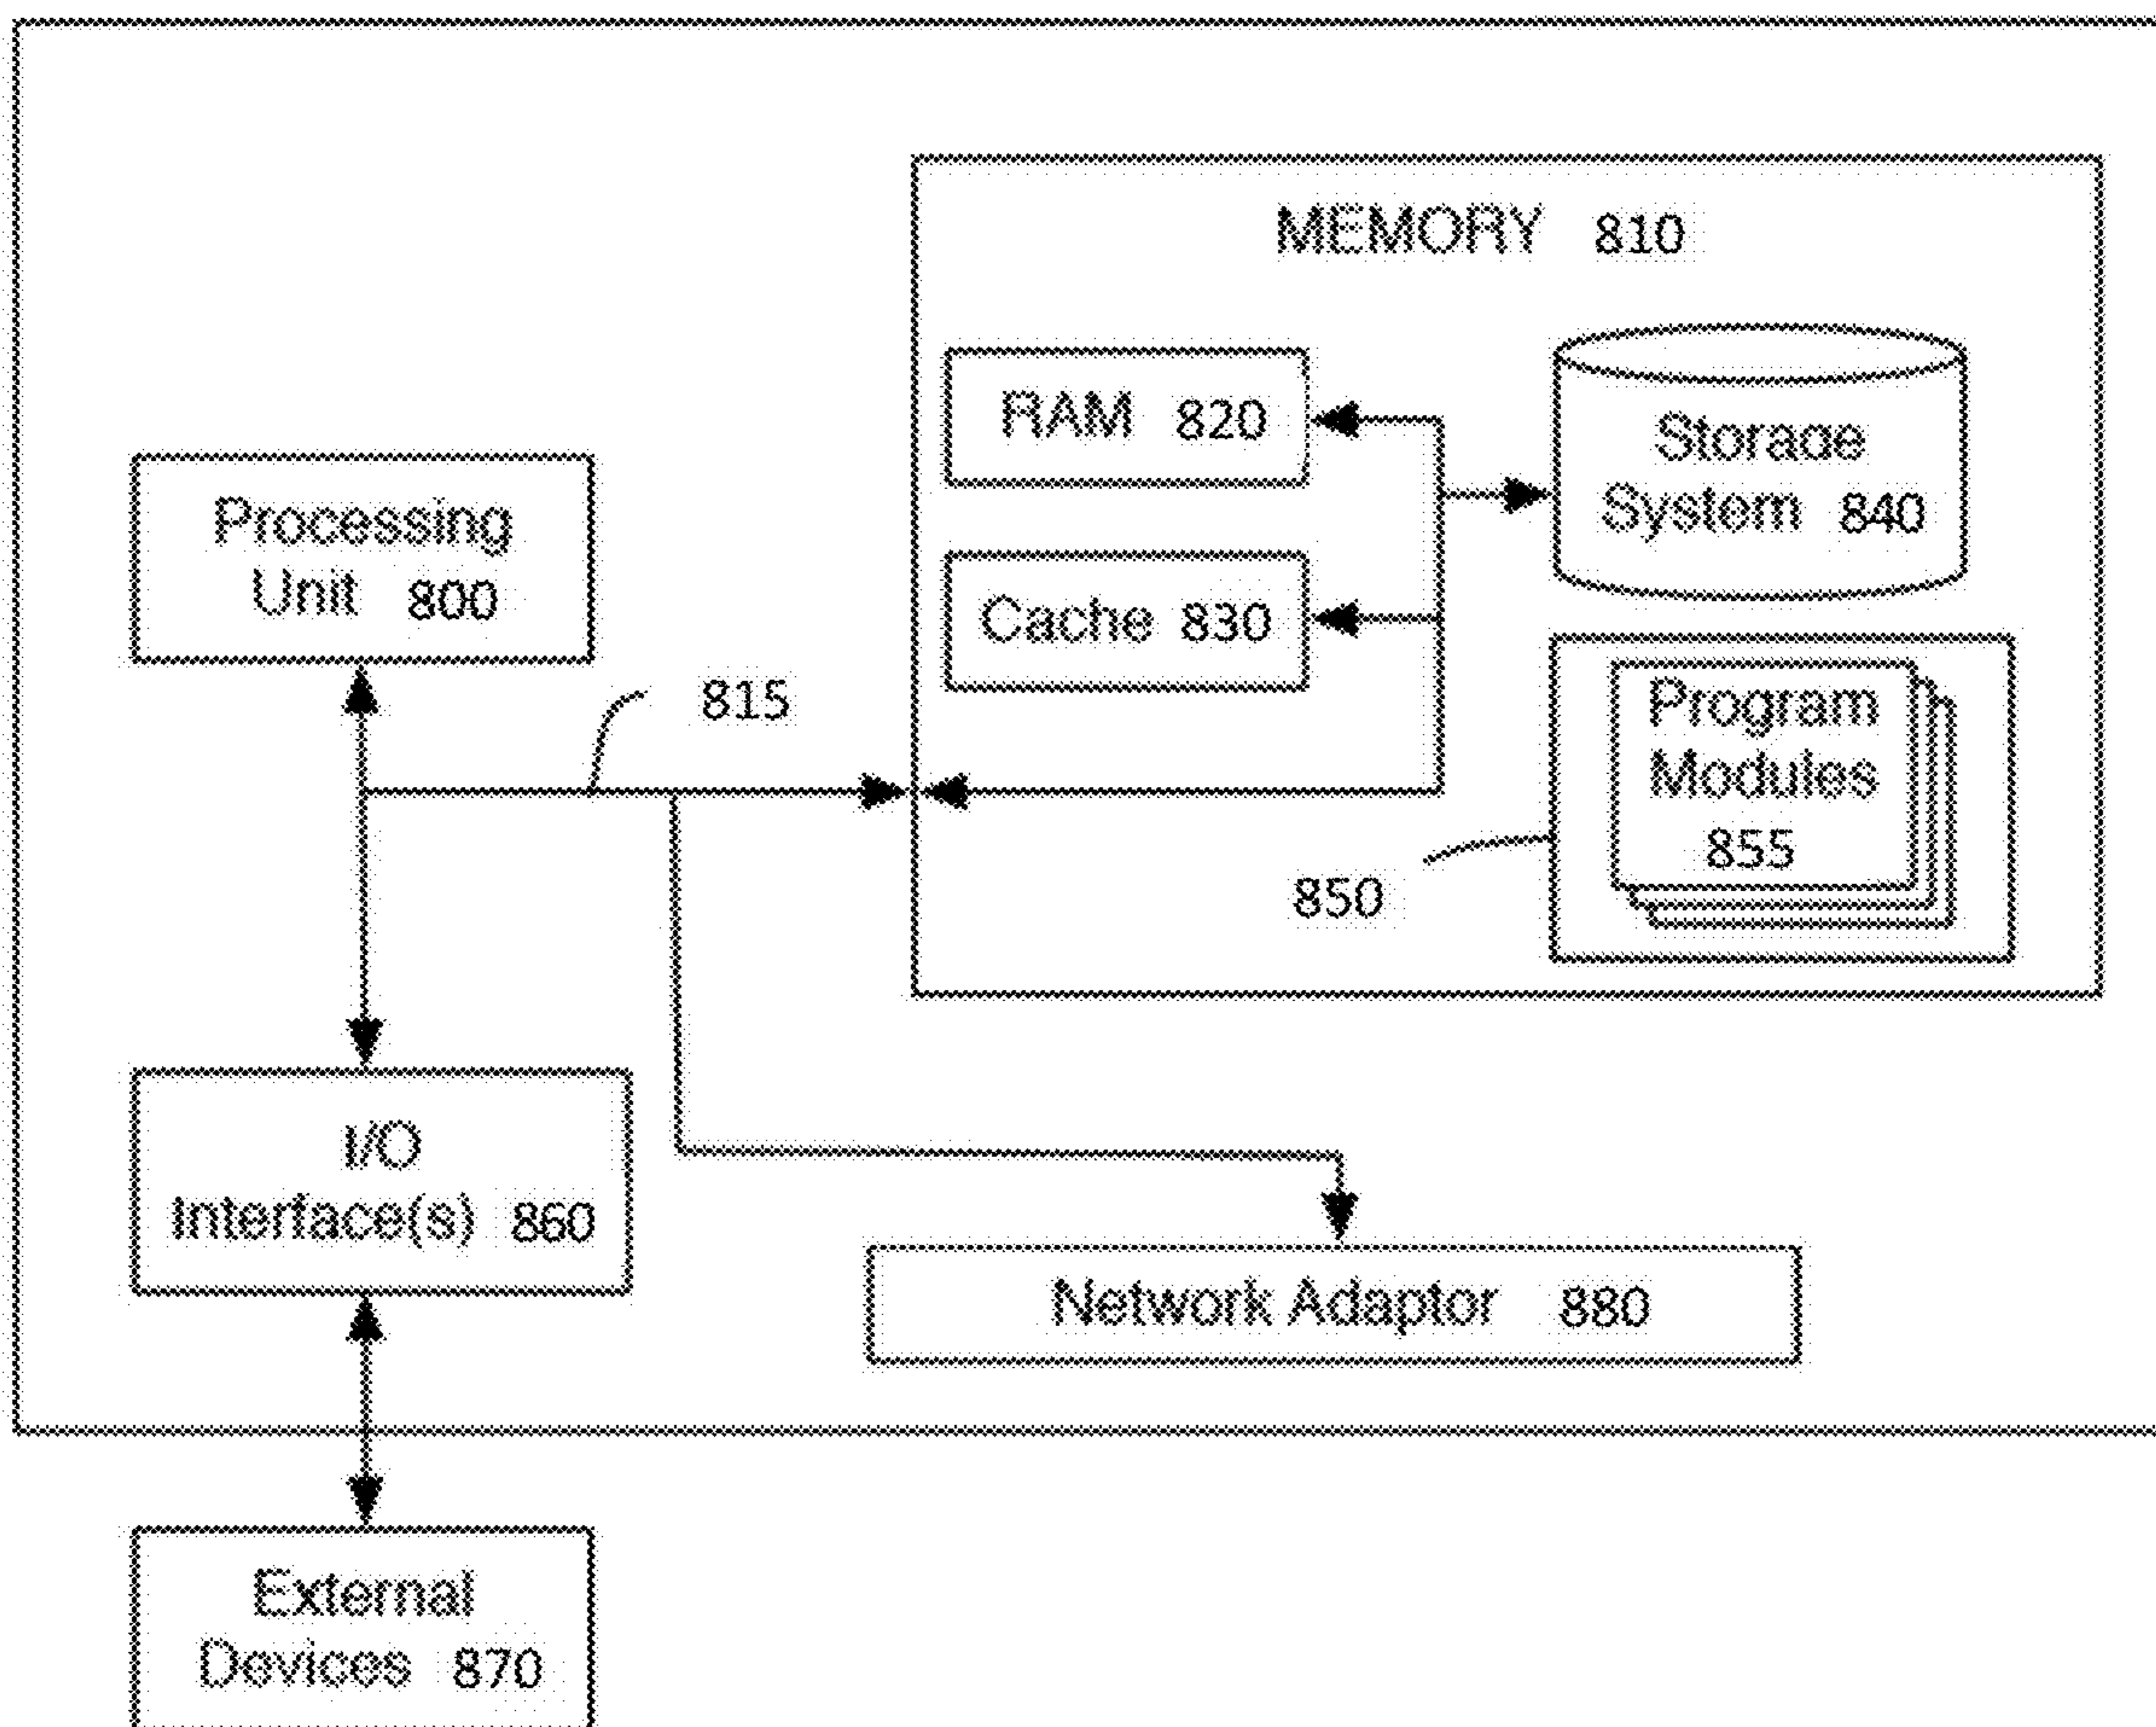 MEMORY 810
RAM 820
Storage
System 840
Processing
Unit 800
Cache 830
815
Program
Modules
855
850
I/O
Interface(s) 860
Network Adaptor 880
External
Devices 870